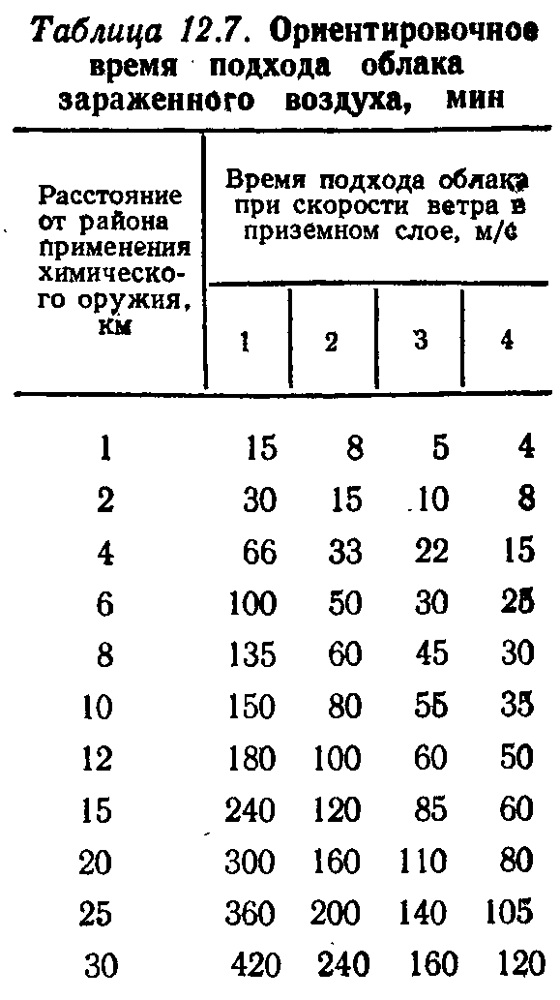 Таблица 12.7. Ориентировочное
время подхода облака
зараженного воздуха, мин
Расстояние
от района
применения
химическо-
го оружия,
км
Время подхода облака
при скорости ветра в
приземном слое, м/с
1 2 3 4
1 15 8 5 4
2 30 15 10 8
4 66 33 22 15
6 100 50 30 25
8 135 60 45 30
10 150 80 55 35
12 180 100 60 50
15 240 120 85 60
20 300 160 110 80
25 360 200 140 105
30 420 240 160 120